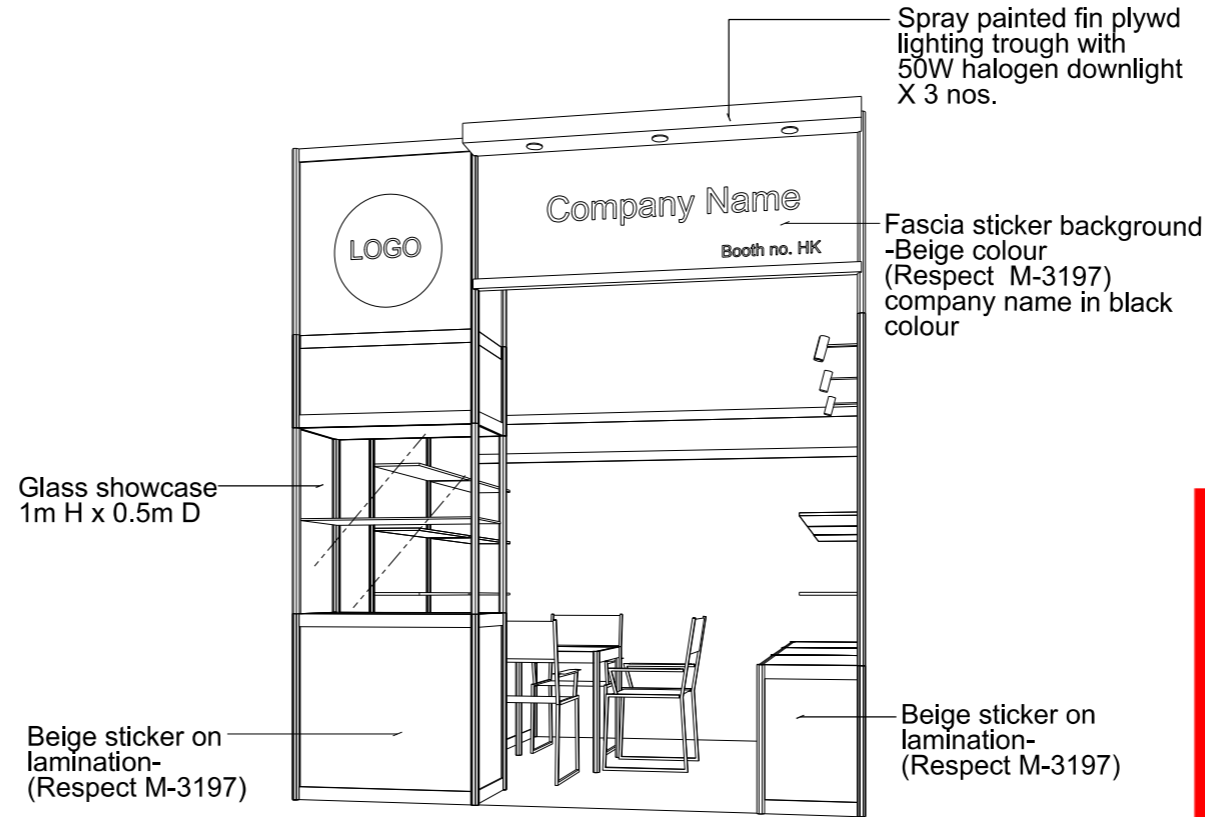 Spray painted fin plywd
lighting trough with
50W halogen downlight
X 3 nos.
Company Name
LOGO
Booth no. HK
Fascia sticker background
-Beige colour
(Respect  M-3197)
company name in black
colour
Glass showcase
1m H x 0.5m D
Beige sticker on
lamination-
(Respect M-3197)
Beige sticker on
lamination-
(Respect M-3197)